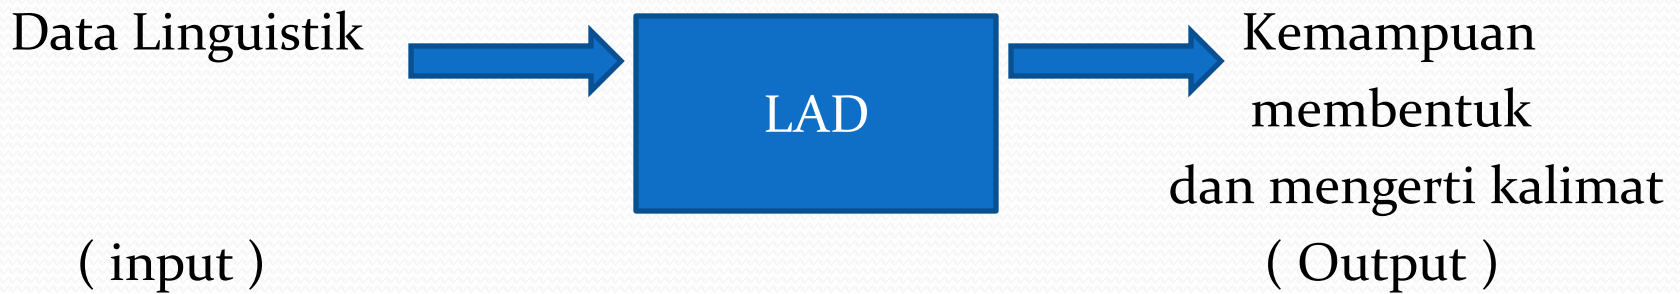 Data Linguistik
LAD
Kemampuan
membentuk
dan mengerti kalimat
( input )
( Output )